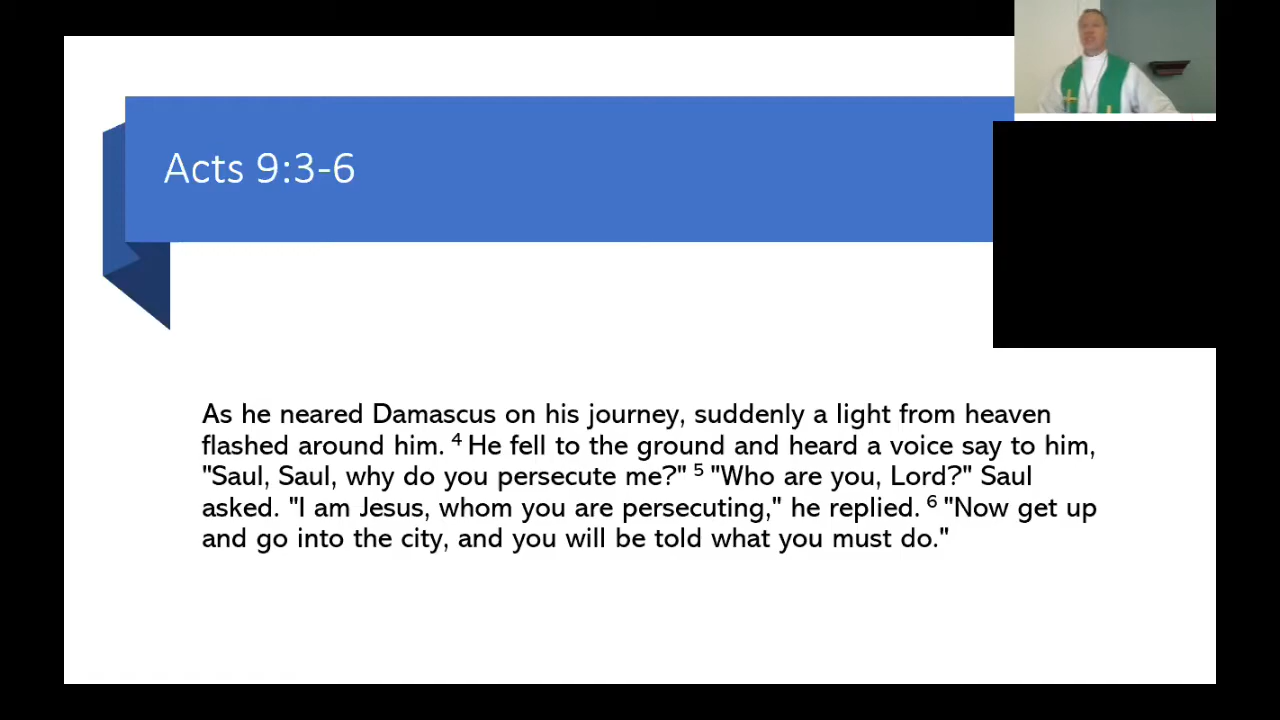 Acts 9:3-6
As he neared Damascus on his journey, suddenly a light from heaven
flashed around him. ⁴ He fell to the ground and heard a voice say to him,
"Saul, Saul, why do you persecute me?" ⁵ "Who are you, Lord?" Saul
asked. "I am Jesus, whom you are persecuting," he replied. ⁶ "Now get up
and go into the city, and you will be told what you must do."